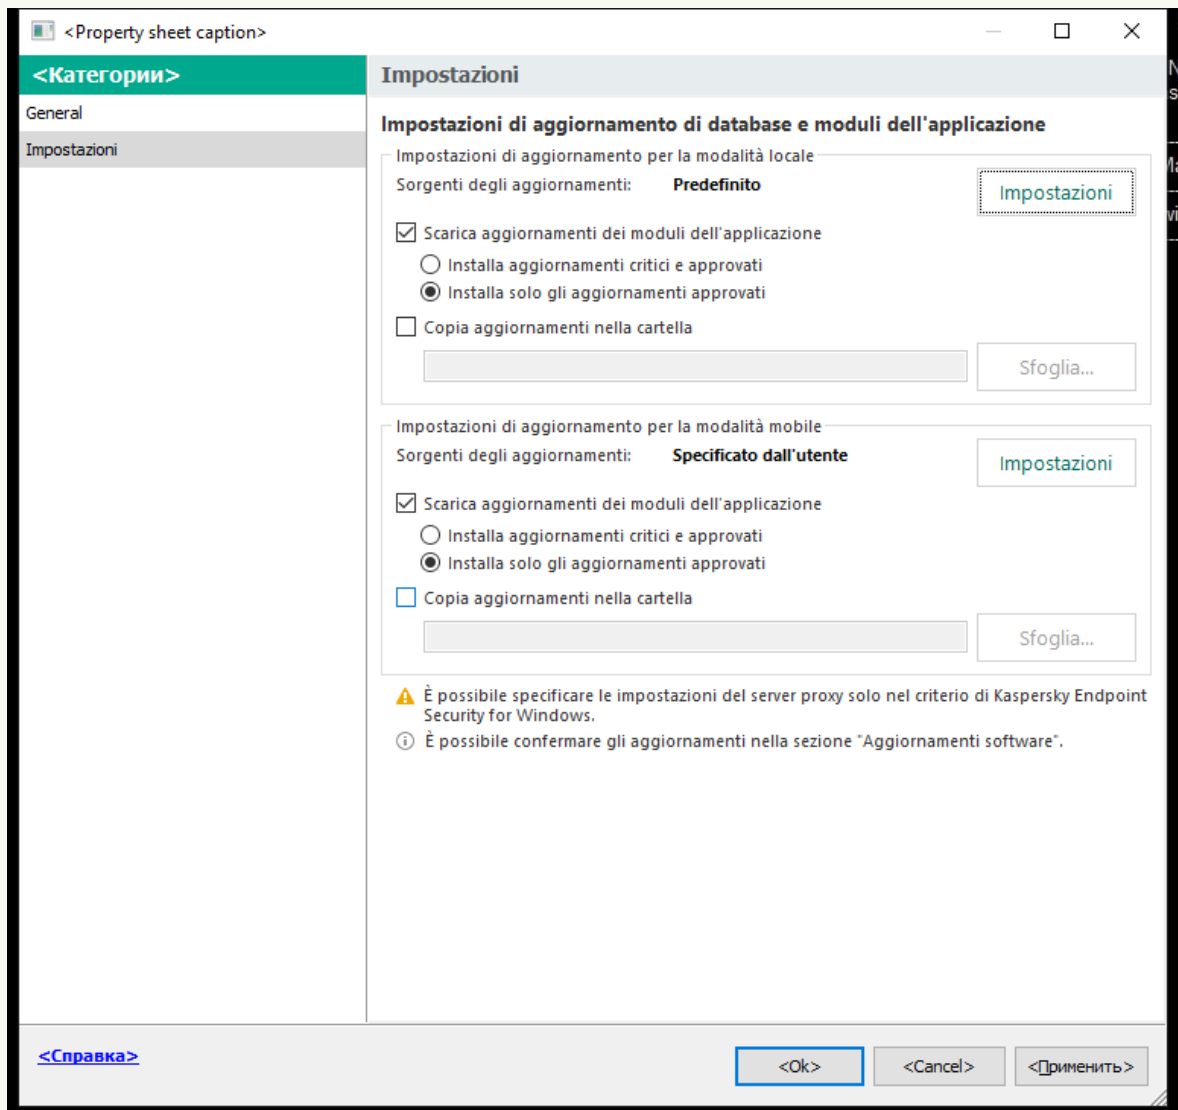 <Property sheet caption>
<Категории>
General
Impostazioni
Impostazioni
Impostazioni di aggiornamento di database e moduli dell'applicazione
Impostazioni di aggiornamento per la modalità locale
Sorgenti degli aggiornamenti: Predefinito
Impostazioni
Scarica aggiornamenti dei moduli dell'applicazione
Installa aggiornamenti critici e approvati
Installa solo gli aggiornamenti approvati
Copia aggiornamenti nella cartella
Sfoglia...
Impostazioni di aggiornamento per la modalità mobile
Sorgenti degli aggiornamenti: Specificato dall'utente
Impostazioni
Scarica aggiornamenti dei moduli dell'applicazione
Installa aggiornamenti critici e approvati
Installa solo gli aggiornamenti approvati
Copia aggiornamenti nella cartella
Sfoglia...
È possibile specificare le impostazioni del server proxy solo nel criterio di Kaspersky Endpoint
Security for Windows.
È possibile confermare gli aggiornamenti nella sezione "Aggiornamenti software".
<Справка>
<Ok>
<Cancel>
<Применить>